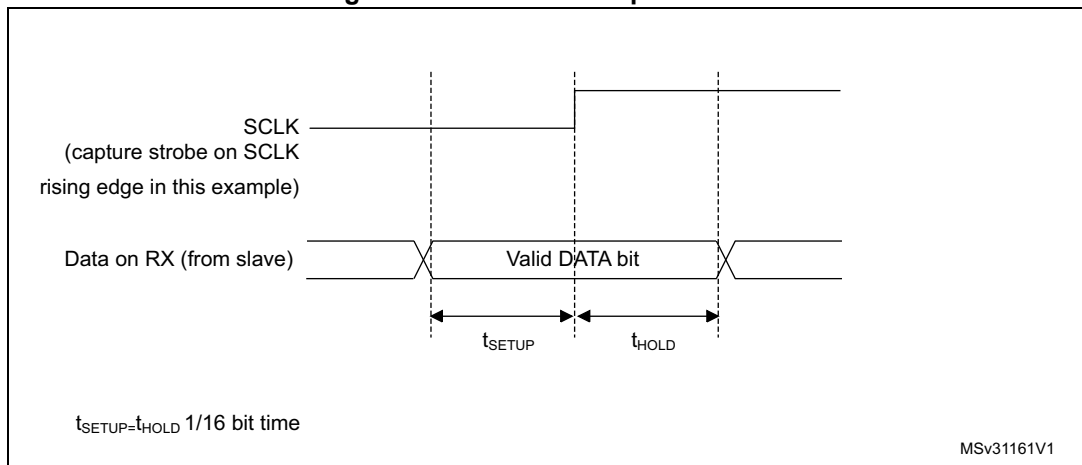 SCLK
(capture strobe on SCLK
rising edge in this example)
Data on RX (from slave)
Valid DATA bit
tSETUP
tHOLD
tSETUP=tHOLD 1/16 bit time
MSv31161V1